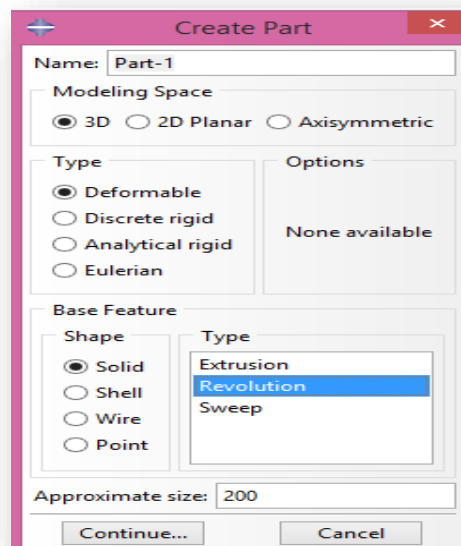 Create Part
Name: Part-1
Modeling Space
3D 2D Planar Axisymmetric
Type
Deformable
Discrete rigid
Analytical rigid
Eulerian
Options
None available
Base Feature
Shape
Solid
Shell
Wire
Point
Type
Extrusion
Revolution
Sweep
Approximate size: 200
Continue... Cancel